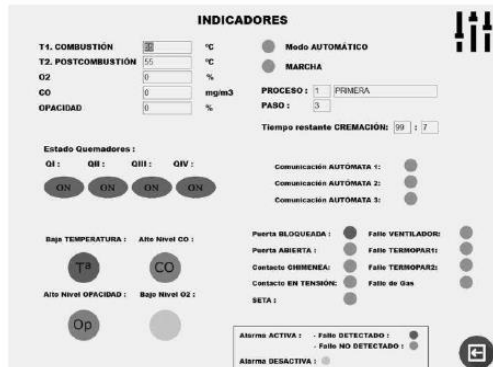 INDICADORES
T1. COMBUSTIÓN ºC
T2. POSTCOMBUSTIÓN 55 ºC
O2 0 %
CO 0 mg/m3
OPACIDAD 0 %
Modo AUTOMÁTICO
MARCHA
PROCESO : 1 PRIMERA
PASO : 3
Tiempo restante CREMACIÓN: 99 : 7
Estado Quemadores :
QI : QII : QIII : QIV :
ON ON ON ON
Comunicación AUTÓMATA 1:
Comunicación AUTÓMATA 2:
Comunicación AUTÓMATA 3:
Baja TEMPERATURA : Alto Nivel CO :
Tª CO
Alto Nivel OPACIDAD : Bajo Nivel O2 :
Op
Puerta BLOQUEADA : Fallo VENTILADOR:
Puerta ABIERTA : Fallo TERMOPAR1:
Contacto CHIMENEA: Fallo TERMOPAR2:
Contacto EN TENSIÓN: Fallo de Gas
SETA :
Alarma ACTIVA : - Fallo DETECTADO :
- Fallo NO DETECTADO :
Alarma DESACTIVA :